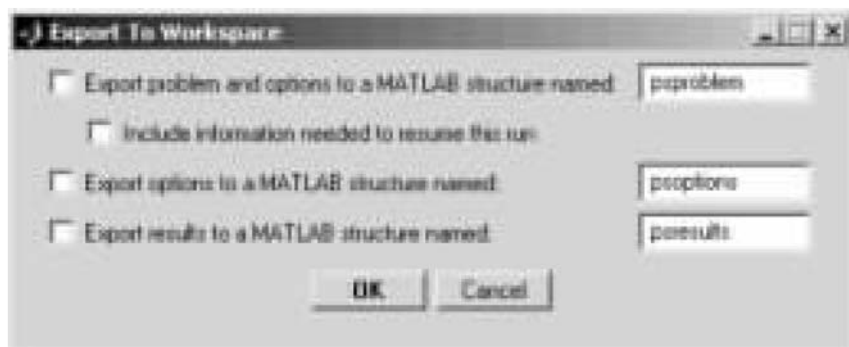 Export To Workspace
Export problem and options to a MATLAB structure named: psproblem
Include information needed to resume this run
Export options to a MATLAB structure named: psoptions
Export results to a MATLAB structure named: psresults
OK Cancel